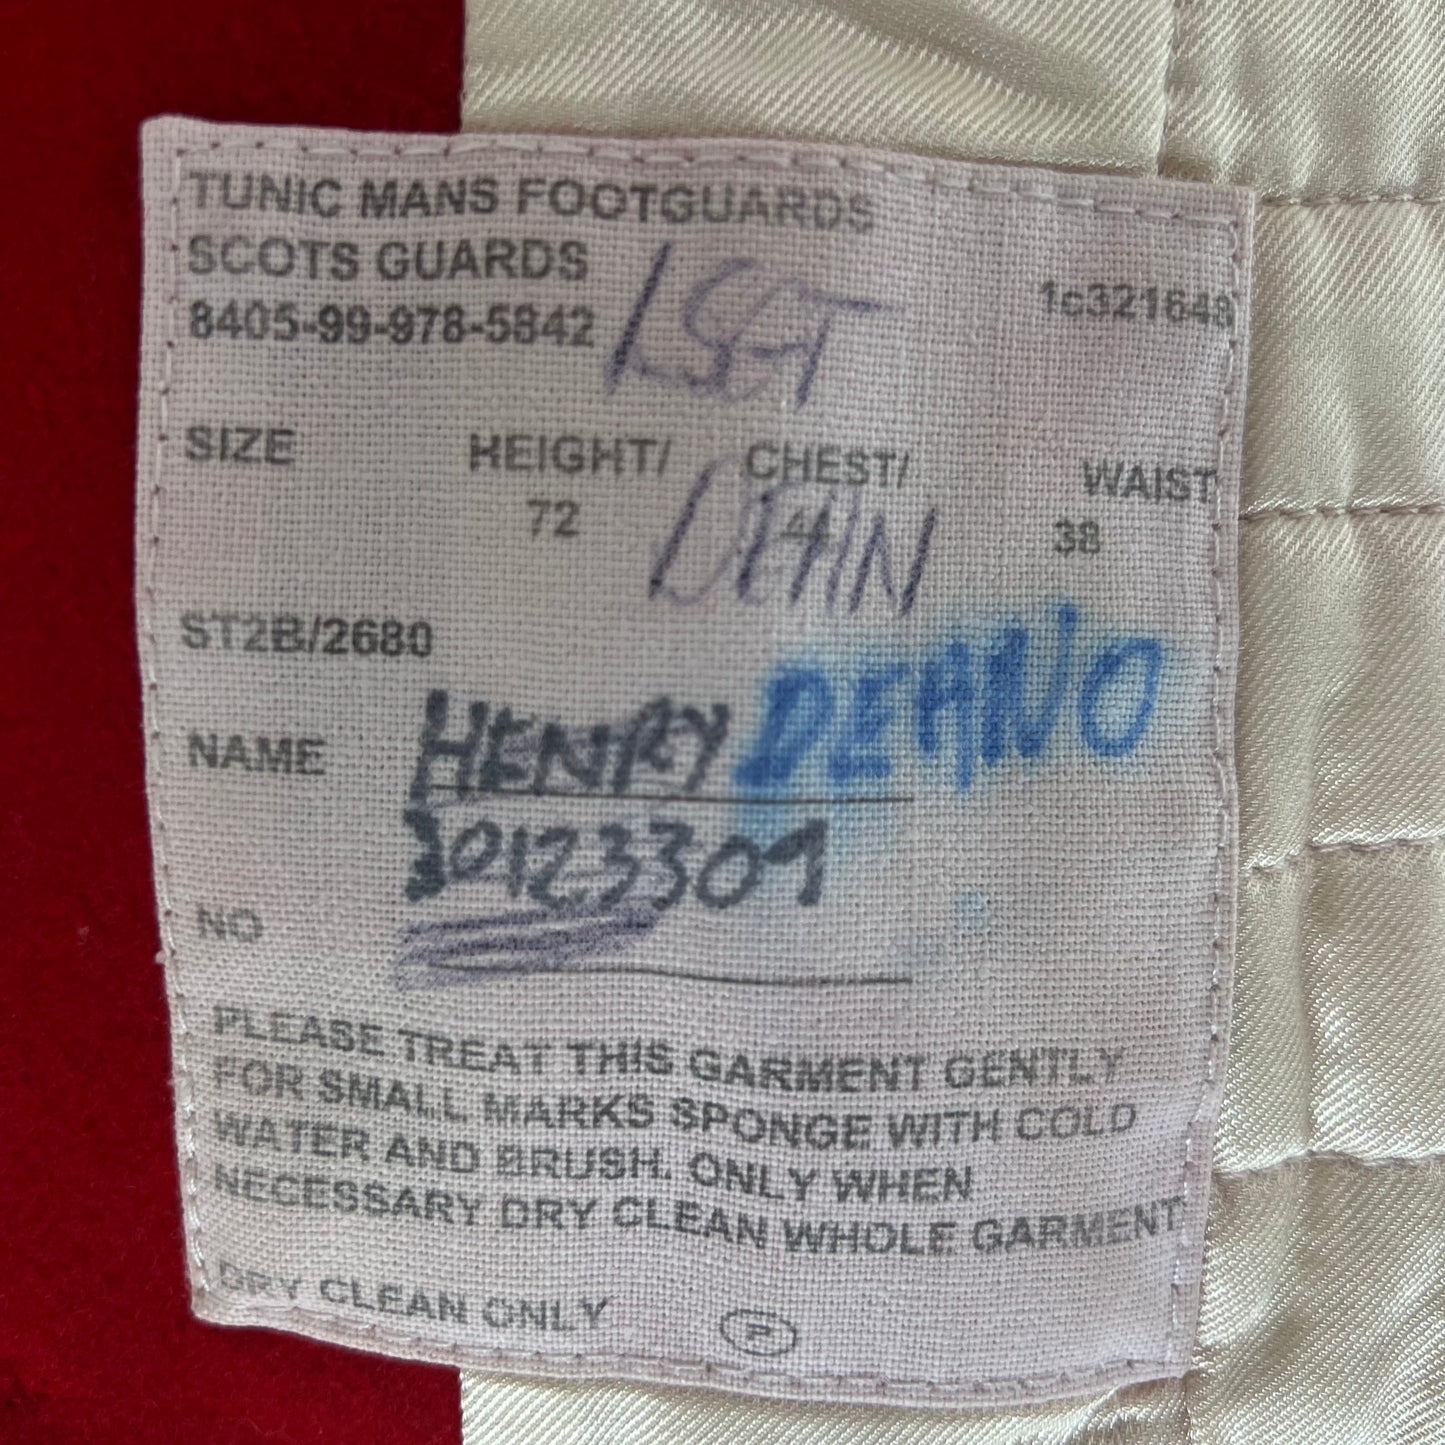 TUNIC MANS FOOTGUARDS
SCOTS GUARDS
8405-99-978-5842 LSGT 1c321648
SIZE HEIGHT/ CHEST/ WAIST
72 38
DEAN
ST2B/2680
NAME HENRY DEANO
30123309
NO
PLEASE TREAT THIS GARMENT GENTLY
FOR SMALL MARKS SPONGE WITH COLD
WATER AND BRUSH. ONLY WHEN
NECESSARY DRY CLEAN WHOLE GARMENT
DRY CLEAN ONLY P